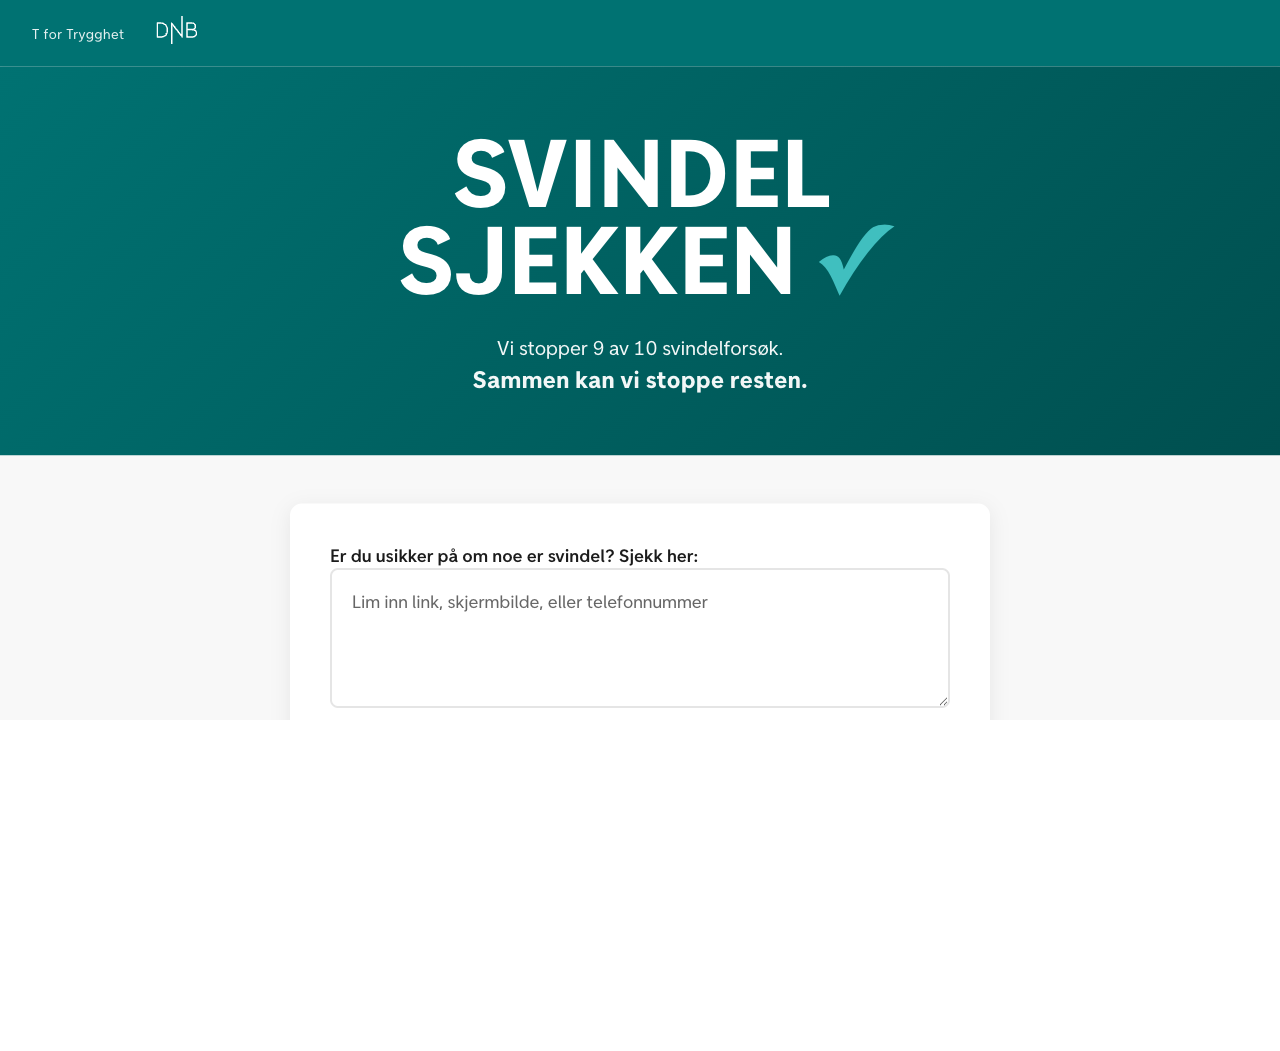 T for Trygghet
DNB
SVINDEL
SJEKKEN
Vi stopper 9 av 10 svindelforsøk.
Sammen kan vi stoppe resten.
Er du usikker på om noe er svindel? Sjekk her:
Lim inn link, skjermbilde, eller telefonnummer